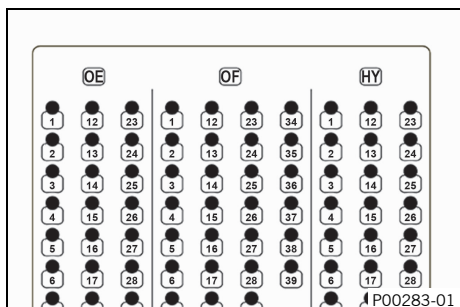 OE OF HY
1 12 23 1 12 23 34 1 12 23
2 13 24 2 13 24 35 2 13 24
3 14 25 3 14 25 36 3 14 25
4 15 26 4 15 26 37 4 15 26
5 16 27 5 16 27 38 5 16 27
6 17 28 6 17 28 39 6 17 28
P00283-01